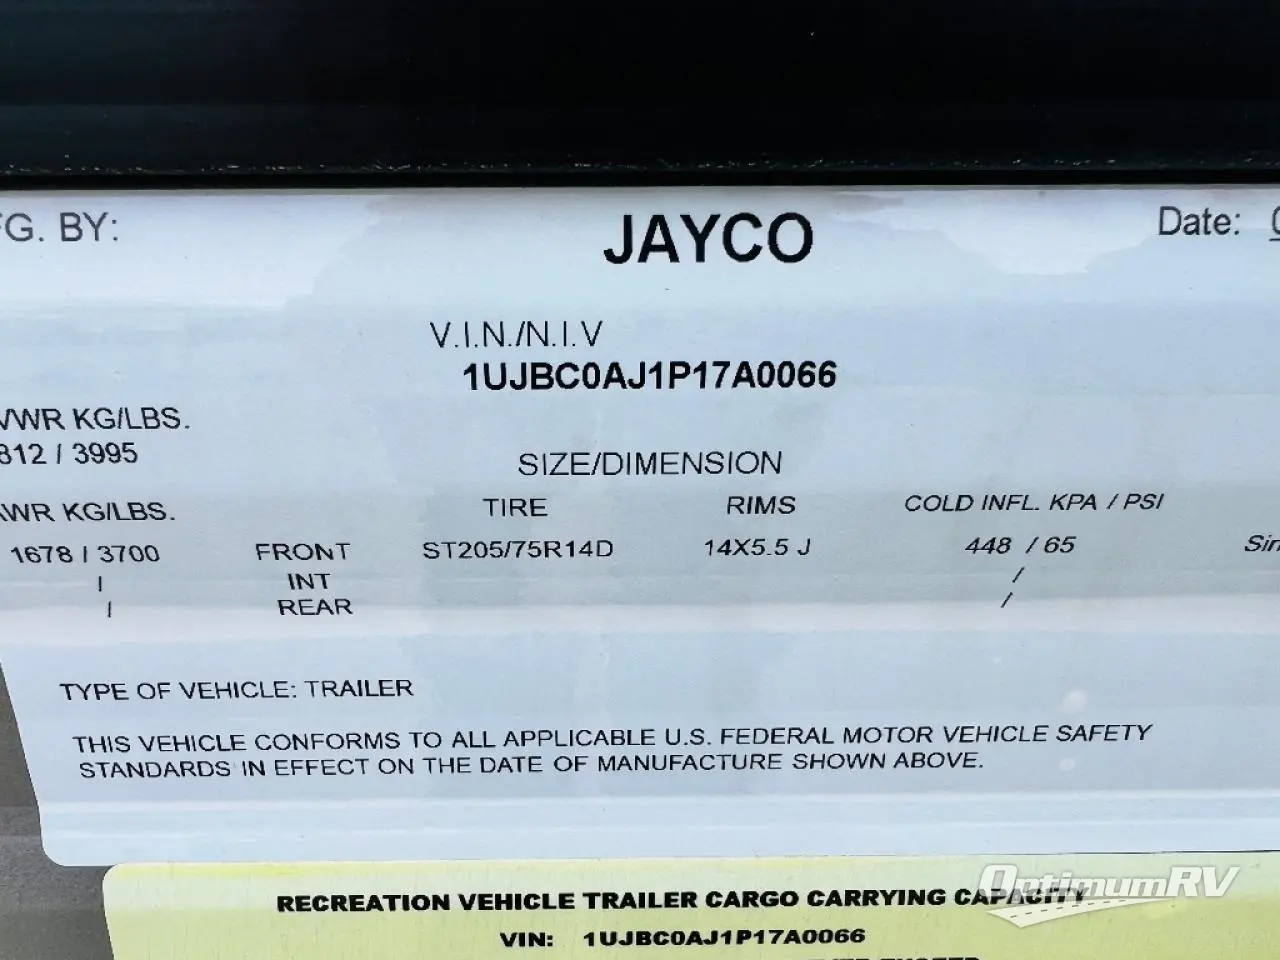 FG. BY: JAYCO Date:
V.I.N./N.I.V
1UJBC0AJ1P17A0066
VWR KG/LBS.
812 / 3995
SIZE/DIMENSION
WR KG/LBS. TIRE RIMS COLD INFL. KPA / PSI
1678 / 3700 FRONT ST205/75R14D 14X5.5 J 448 / 65 Sin
/ INT /
/ REAR /
TYPE OF VEHICLE: TRAILER
THIS VEHICLE CONFORMS TO ALL APPLICABLE U.S. FEDERAL MOTOR VEHICLE SAFETY
STANDARDS IN EFFECT ON THE DATE OF MANUFACTURE SHOWN ABOVE.
RECREATION VEHICLE TRAILER CARGO CARRYING CAPACITY
OptimumRV
VIN: 1UJBC0AJ1P17A0066